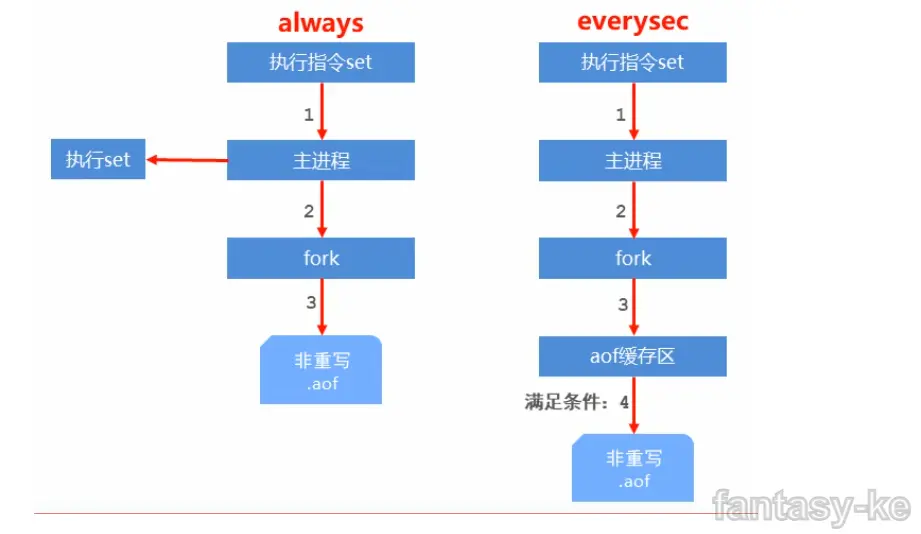 always
执行指令set
1
执行set
主进程
2
fork
3
非重写
.aof
everysec
执行指令set
1
主进程
2
fork
3
aof缓存区
满足条件：4
非重写
.aof
fantasy-ke